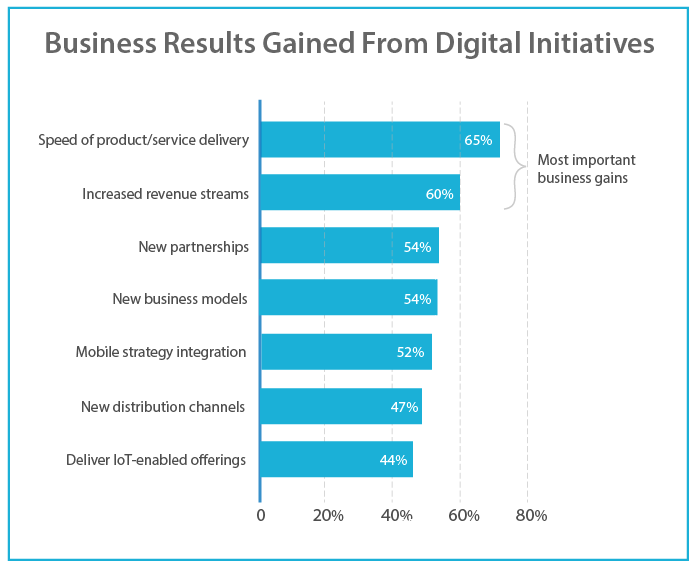 Business Results Gained From Digital Initiatives
Speed of product/service delivery 65%
Most important
business gains
Increased revenue streams 60%
New partnerships 54%
New business models 54%
Mobile strategy integration 52%
New distribution channels 47%
Deliver IoT-enabled offerings 44%
0 20% 40% 60% 80%